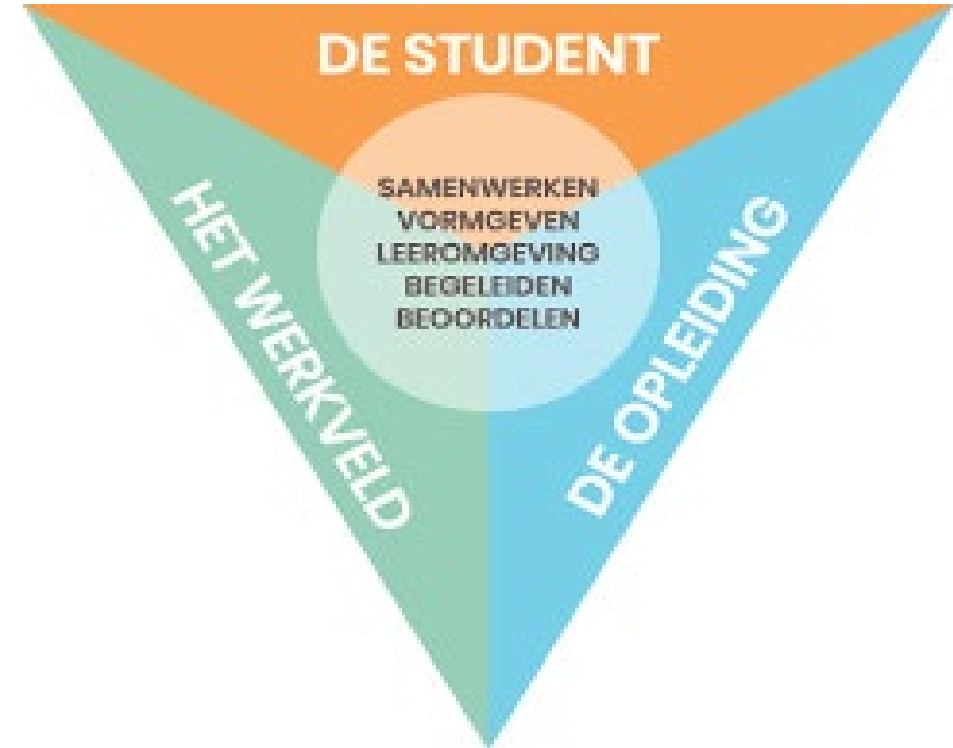 DE STUDENT
SAMENWERKEN
VORMGEVEN
LEEROMGEVING
BEGELEIDEN
BEOORDELEN
HET WERKVELD
DE OPLEIDING